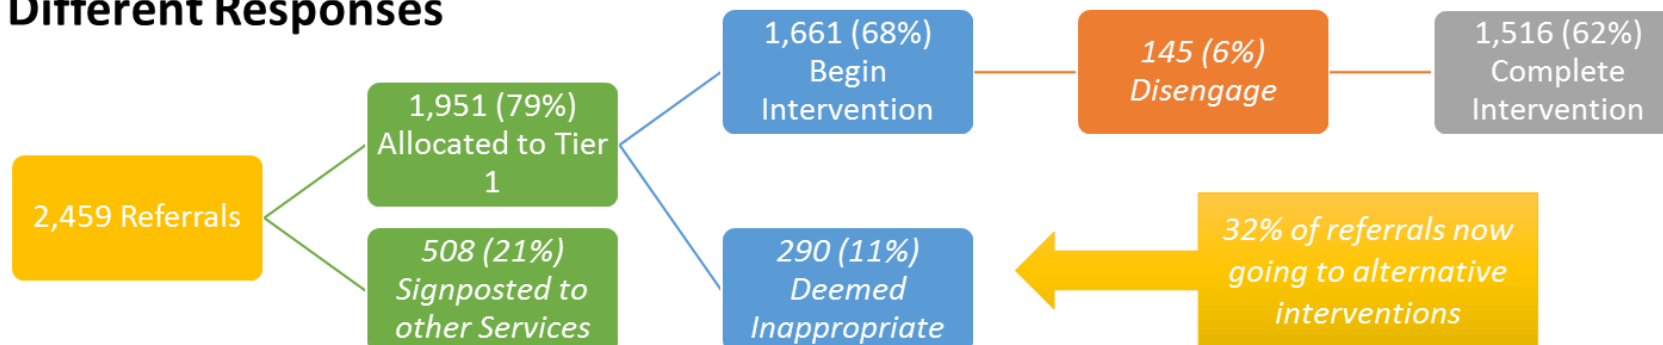 Different Responses
2,459 Referrals
1,951 (79%)
Allocated to Tier
1
508 (21%)
Signposted to
other Services
1,661 (68%)
Begin
Intervention
290 (11%)
Deemed
Inappropriate
145 (6%)
Disengage
1,516 (62%)
Complete
Intervention
32% of referrals now
going to alternative
interventions